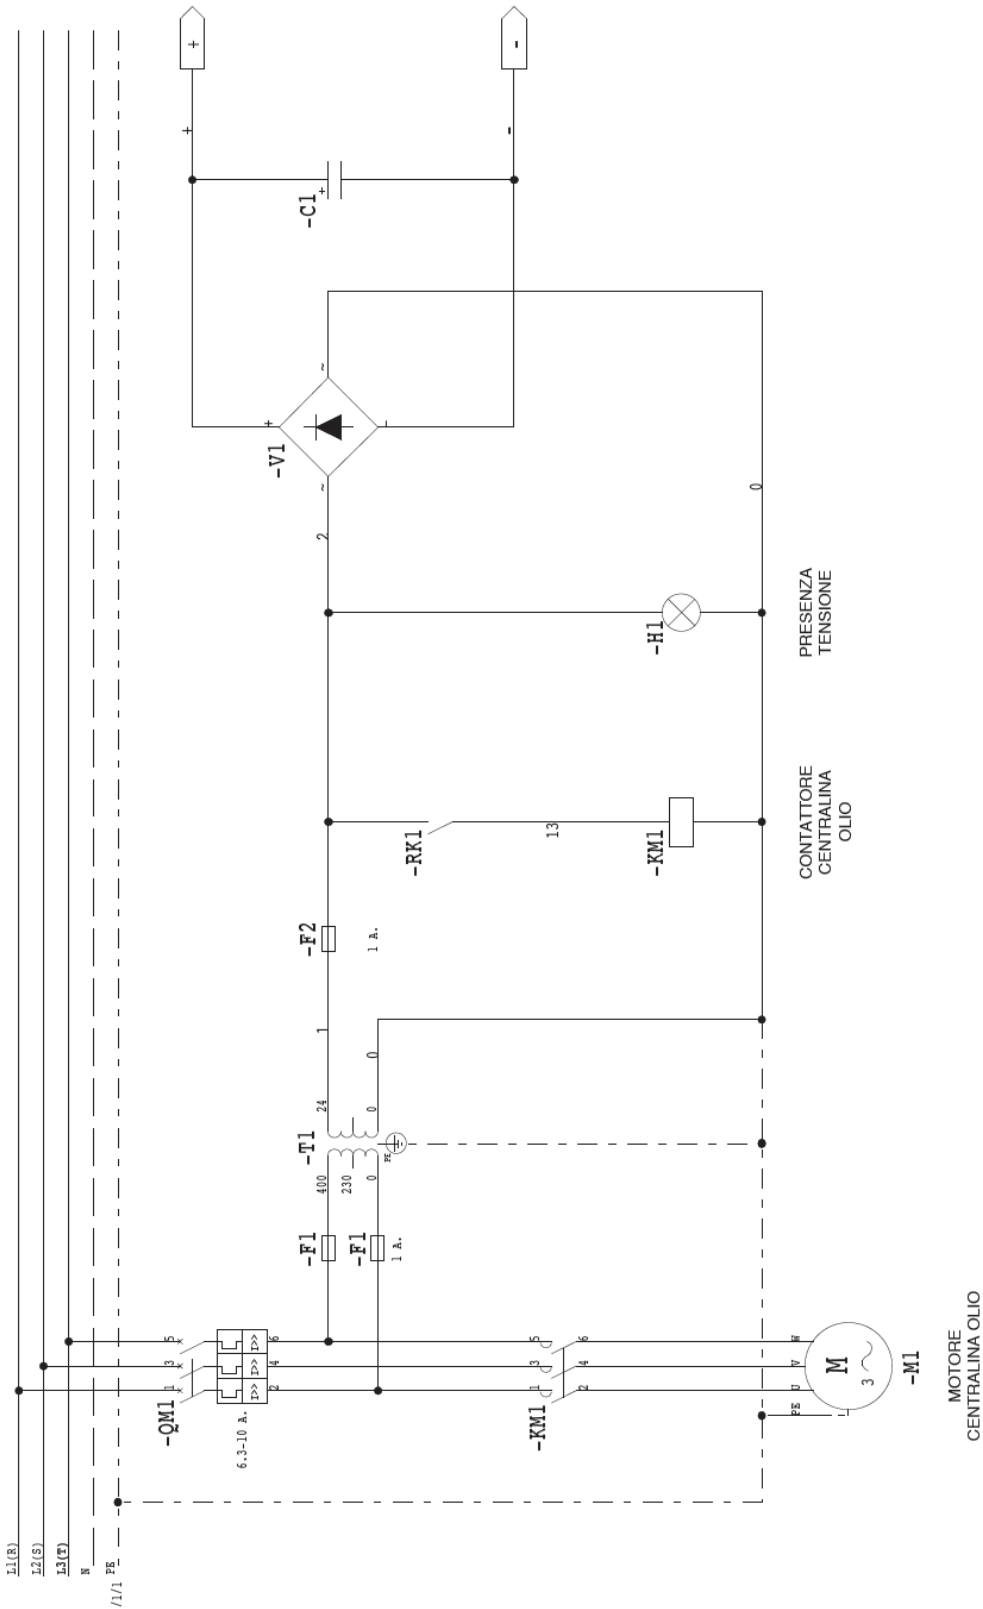 L1(R)
L2(S)
L3(T)
N
PE
/1/1
-QM1
1
3
5
I>>
I>>
I>>
2
4
6
6.3-10 A.
-F1
-F1
1 A.
400
230
0
-T1
PE
24
0
1
0
-F2
1 A.
-RK1
13
-KM1
-H1
2
0
-V1
~
~
+
-
-C1
+
+
-
+
-
-KM1
1
3
5
2
4
6
PE
U
V
W
M
3
-M1
MOTORE
CENTRALINA OLIO
CONTATTORE
CENTRALINA
OLIO
PRESENZA
TENSIONE